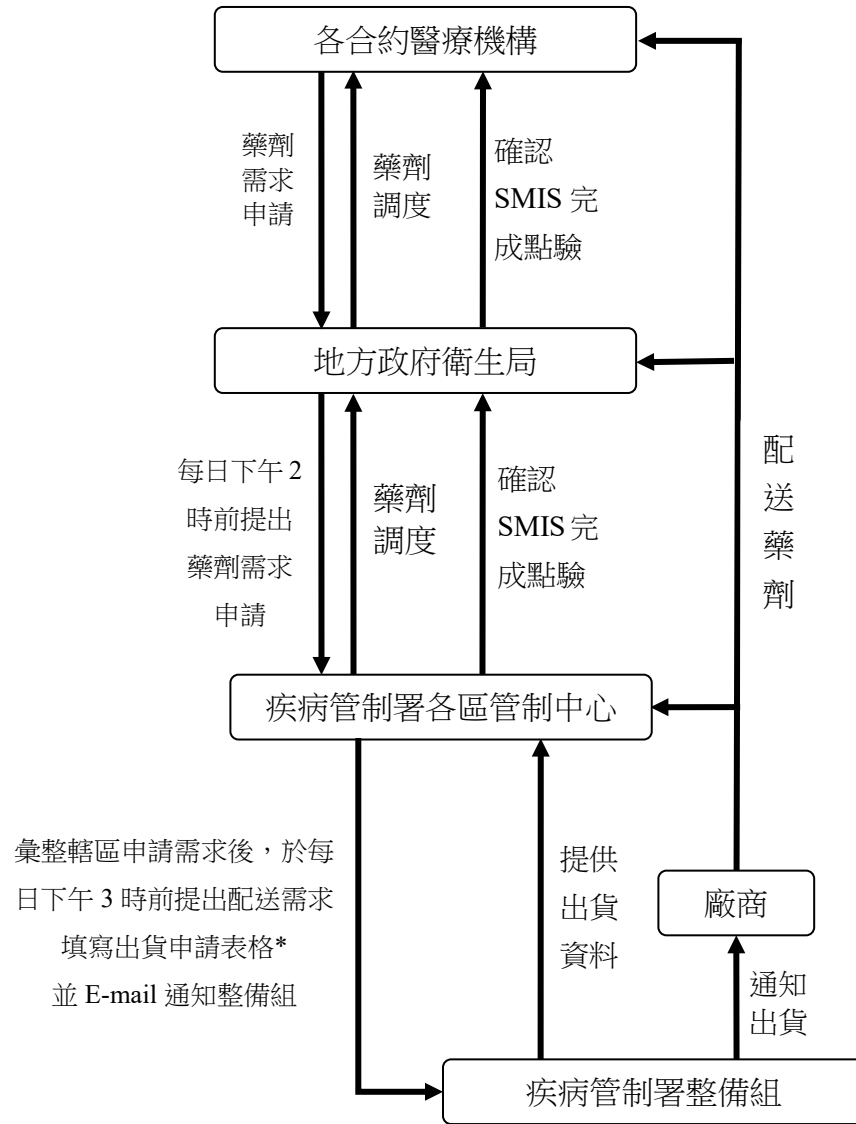 各合約醫療機構
藥劑
需求
申請
藥劑
調度
確認
SMIS 完
成點驗
地方政府衛生局
每日下午 2
時前提出
藥劑需求
申請
藥劑
調度
確認
SMIS 完
成點驗
配
送
藥
劑
疾病管制署各區管制中心
彙整轄區申請需求後，於每
日下午 3 時前提出配送需求
填寫出貨申請表格*
並 E-mail 通知整備組
提供
出貨
資料
廠商
通知
出貨
疾病管制署整備組